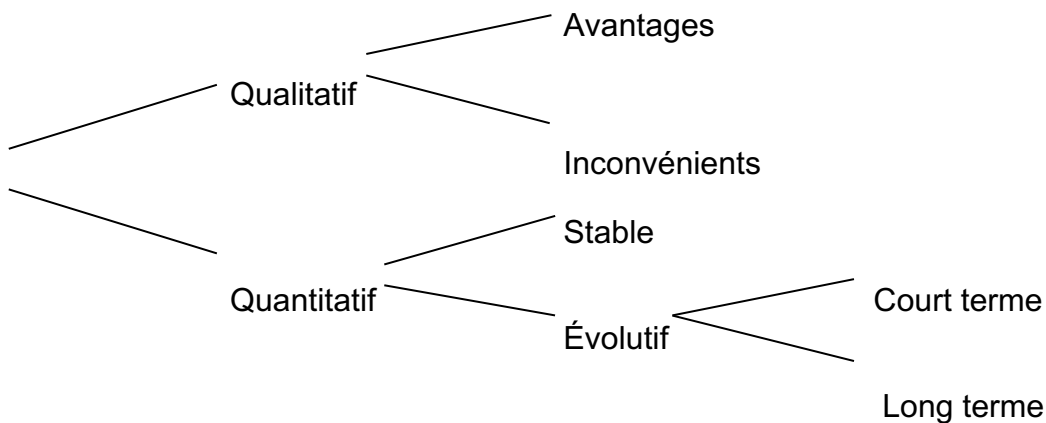 Avantages
Qualitatif
Inconvénients
Stable
Quantitatif
Court terme
Évolutif
Long terme